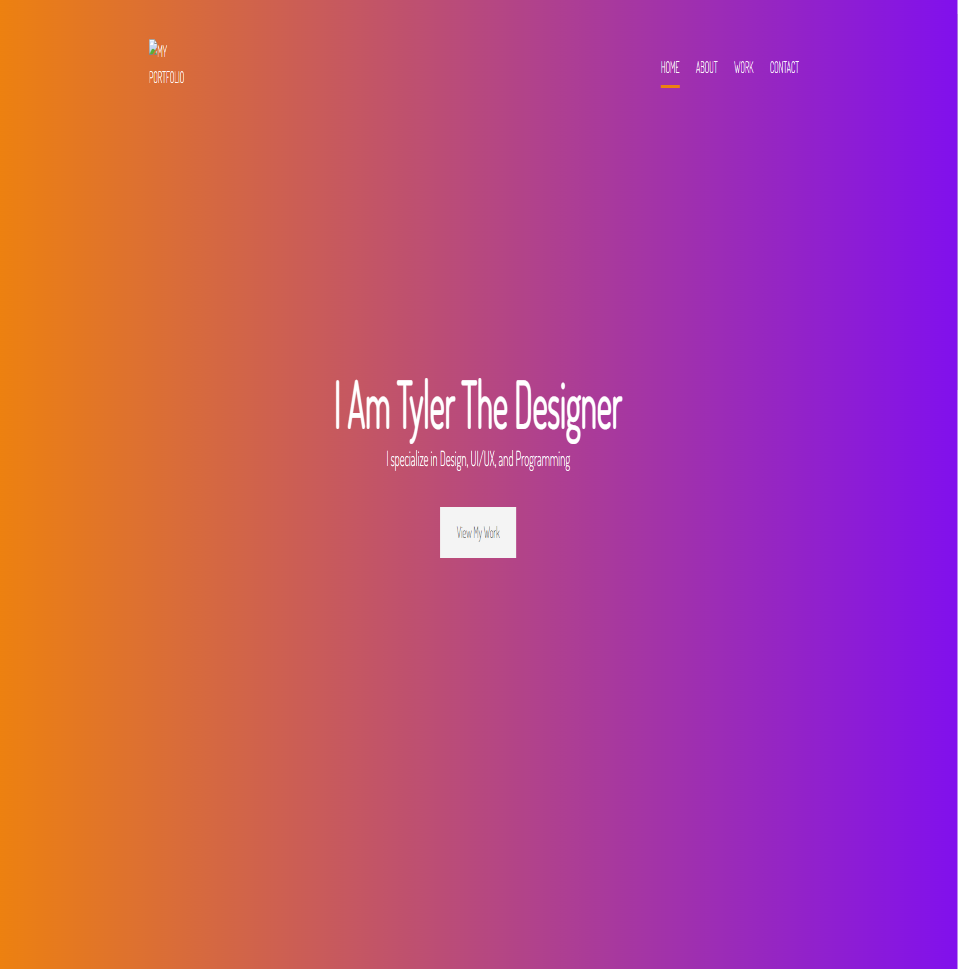 MY
PORTFOLIO
HOME ABOUT WORK CONTACT
I Am Tyler The Designer
I specialize in Design, UI/UX, and Programming
View My Work